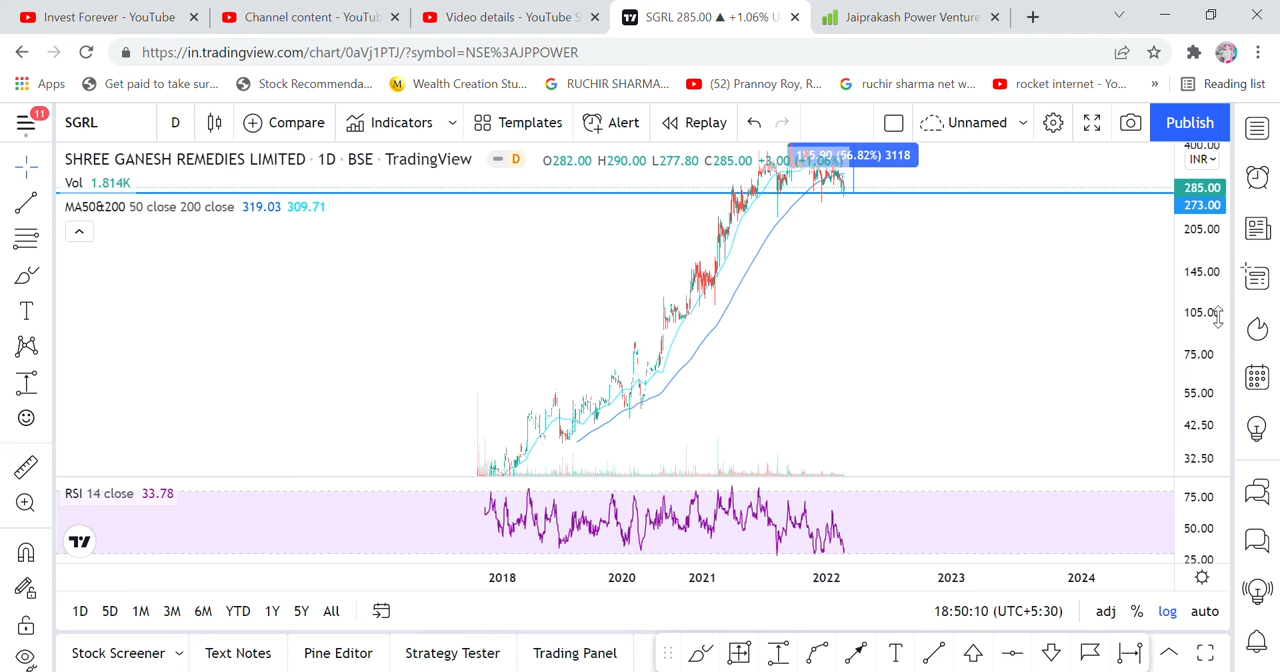 Invest Forever - YouTube
Channel content - YouTub
Video details - YouTube S
SGRL 285.00 ▲ +1.06% U
Jaiprakash Power Venture
https://in.tradingview.com/chart/0aVj1PTJ/?symbol=NSE%3AJPPOWER
Apps
Get paid to take sur...
Stock Recommenda...
Wealth Creation Stu...
RUCHIR SHARMA...
(52) Prannoy Roy, R...
ruchir sharma net w...
rocket internet - Yo...
»
Reading list
11
SGRL
D
Compare
Indicators
Templates
Alert
Replay
Unnamed
Publish
SHREE GANESH REMEDIES LIMITED · 1D · BSE · TradingView
D
O282.00 H290.00 L277.80 C285.00 +3.00 (+1.06%)
(56.82%) 3118
400.00
INR
Vol 1.814K
285.00
273.00
MA50&200 50 close 200 close 319.03 309.71
205.00
145.00
105.00
75.00
55.00
42.50
32.50
RSI 14 close 33.78
75.00
50.00
25.00
2018 2020 2021 2022 2023 2024
1D 5D 1M 3M 6M YTD 1Y 5Y All
18:50:10 (UTC+5:30)
adj % log auto
Stock Screener
Text Notes
Pine Editor
Strategy Tester
Trading Panel